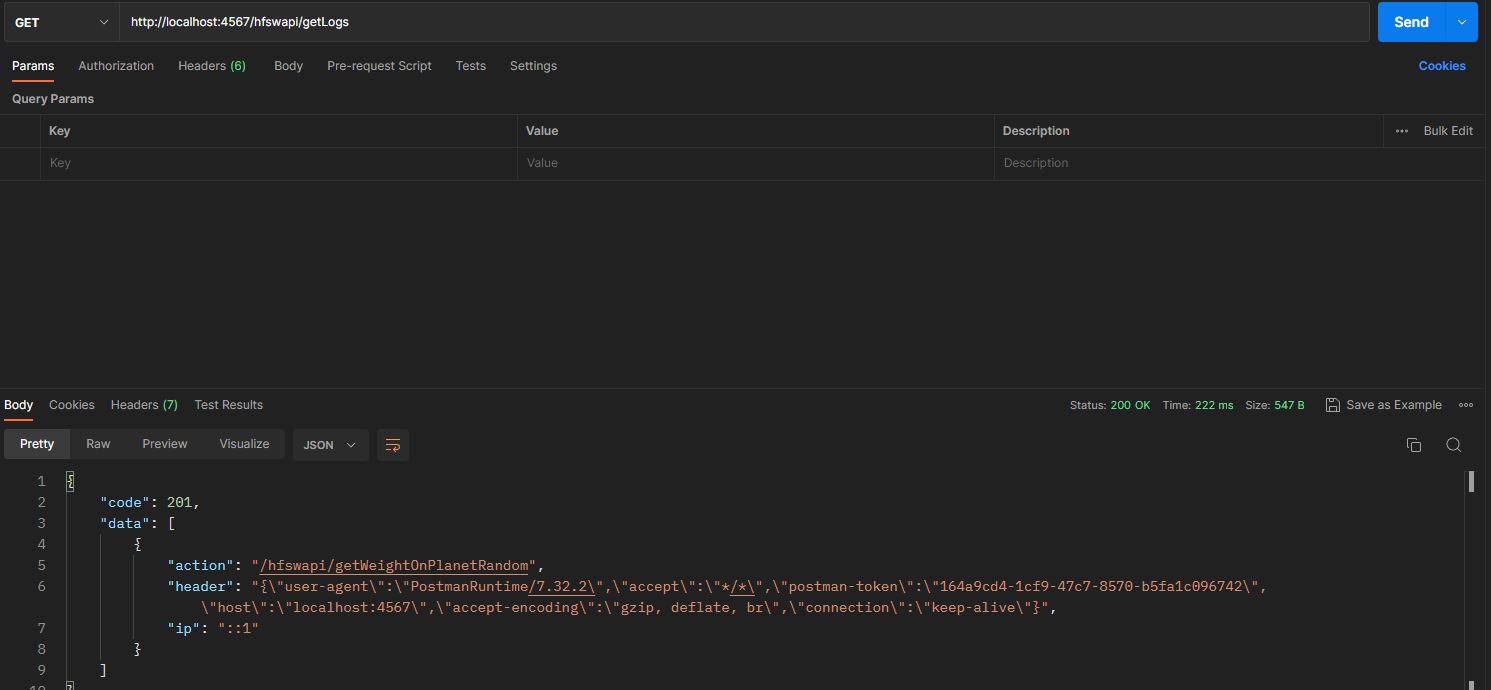 GET http://localhost:4567/hfswapi/getLogs Send
Params Authorization Headers (6) Body Pre-request Script Tests Settings Cookies
Query Params
Key Value Description ••• Bulk Edit
Key Value Description
Body Cookies Headers (7) Test Results Status: 200 OK Time: 222 ms Size: 547 B Save as Example
Pretty Raw Preview Visualize JSON
1 {
2 "code": 201,
3 "data": [
4 {
5 "action": "/hfswapi/getWeightOnPlanetRandom",
6 "header": "{\"user-agent\":\"PostmanRuntime/7.32.2\",\"accept\":\"*/*\",\"postman-token\":\"164a9cd4-1cf9-47c7-8570-b5fa1c096742\",
\"host\":\"localhost:4567\",\"accept-encoding\":\"gzip, deflate, br\",\"connection\":\"keep-alive\"}",
7 "ip": "::1"
8 }
9 ]
10 }